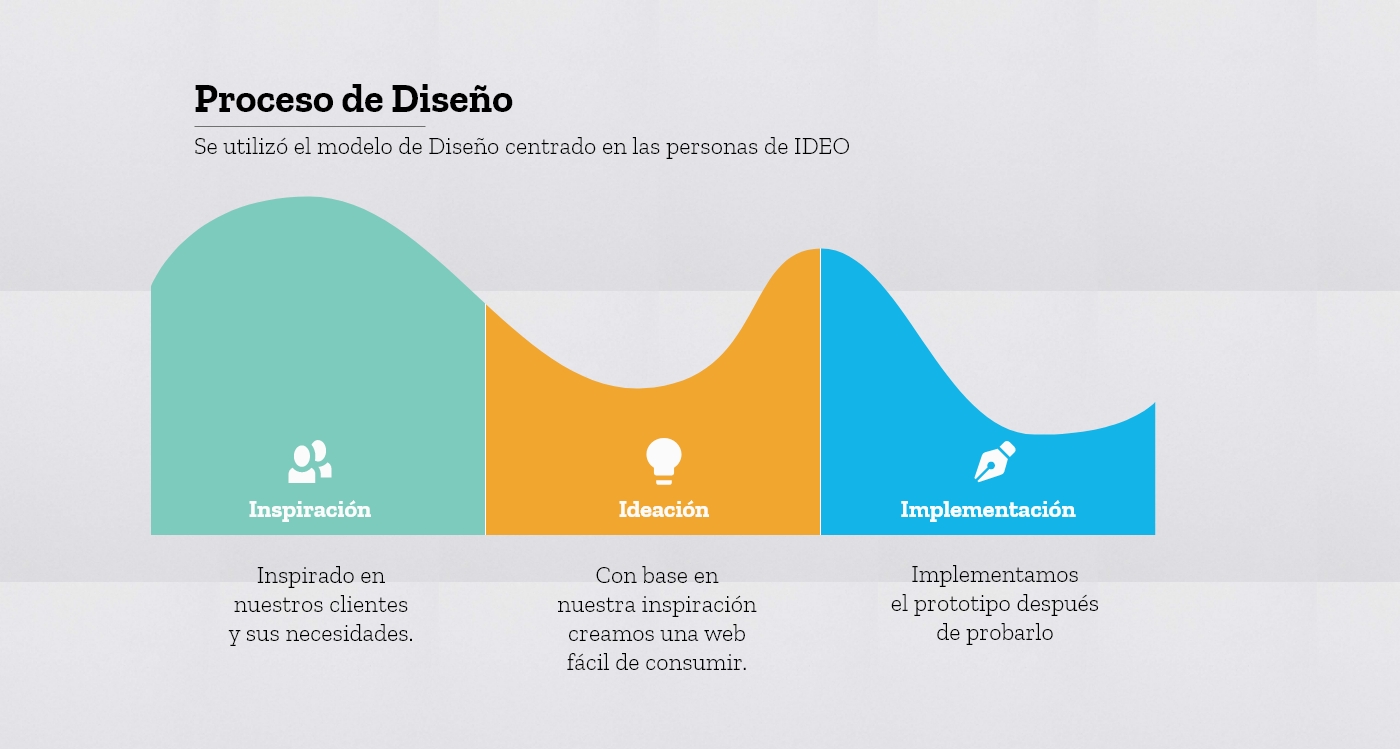 Proceso de Diseño
Se utilizó el modelo de Diseño centrado en las personas de IDEO
Inspiración
Ideación
Implementación
Inspirado en
nuestros clientes
y sus necesidades.
Con base en
nuestra inspiración
creamos una web
fácil de consumir.
Implementamos
el prototipo después
de probarlo